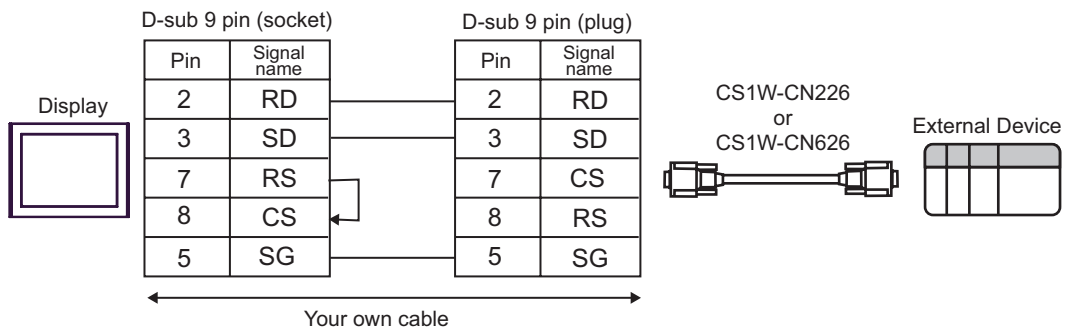 D-sub 9 pin (socket)
D-sub 9 pin (plug)
Display
Pin Signal name
2 RD
3 SD
7 RS
8 CS
5 SG
Pin Signal name
2 RD
3 SD
7 CS
8 RS
5 SG
CS1W-CN226
or
CS1W-CN626
External Device
Your own cable